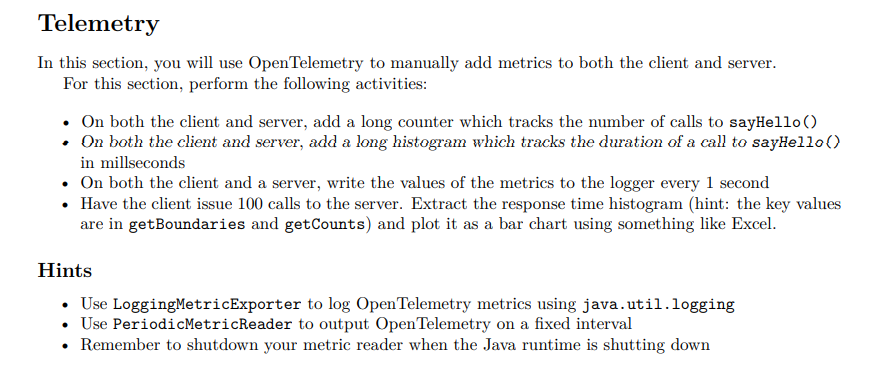 Telemetry
In this section, you will use OpenTelemetry to manually add metrics to both the client and server.
For this section, perform the following activities:
• On both the client and server, add a long counter which tracks the number of calls to sayHello()
• On both the client and server, add a long histogram which tracks the duration of a call to sayHello()
in millseconds
• On both the client and a server, write the values of the metrics to the logger every 1 second
• Have the client issue 100 calls to the server. Extract the response time histogram (hint: the key values
are in getBoundaries and getCounts) and plot it as a bar chart using something like Excel.
Hints
• Use LoggingMetricExporter to log OpenTelemetry metrics using java.util.logging
• Use PeriodicMetricReader to output OpenTelemetry on a fixed interval
• Remember to shutdown your metric reader when the Java runtime is shutting down